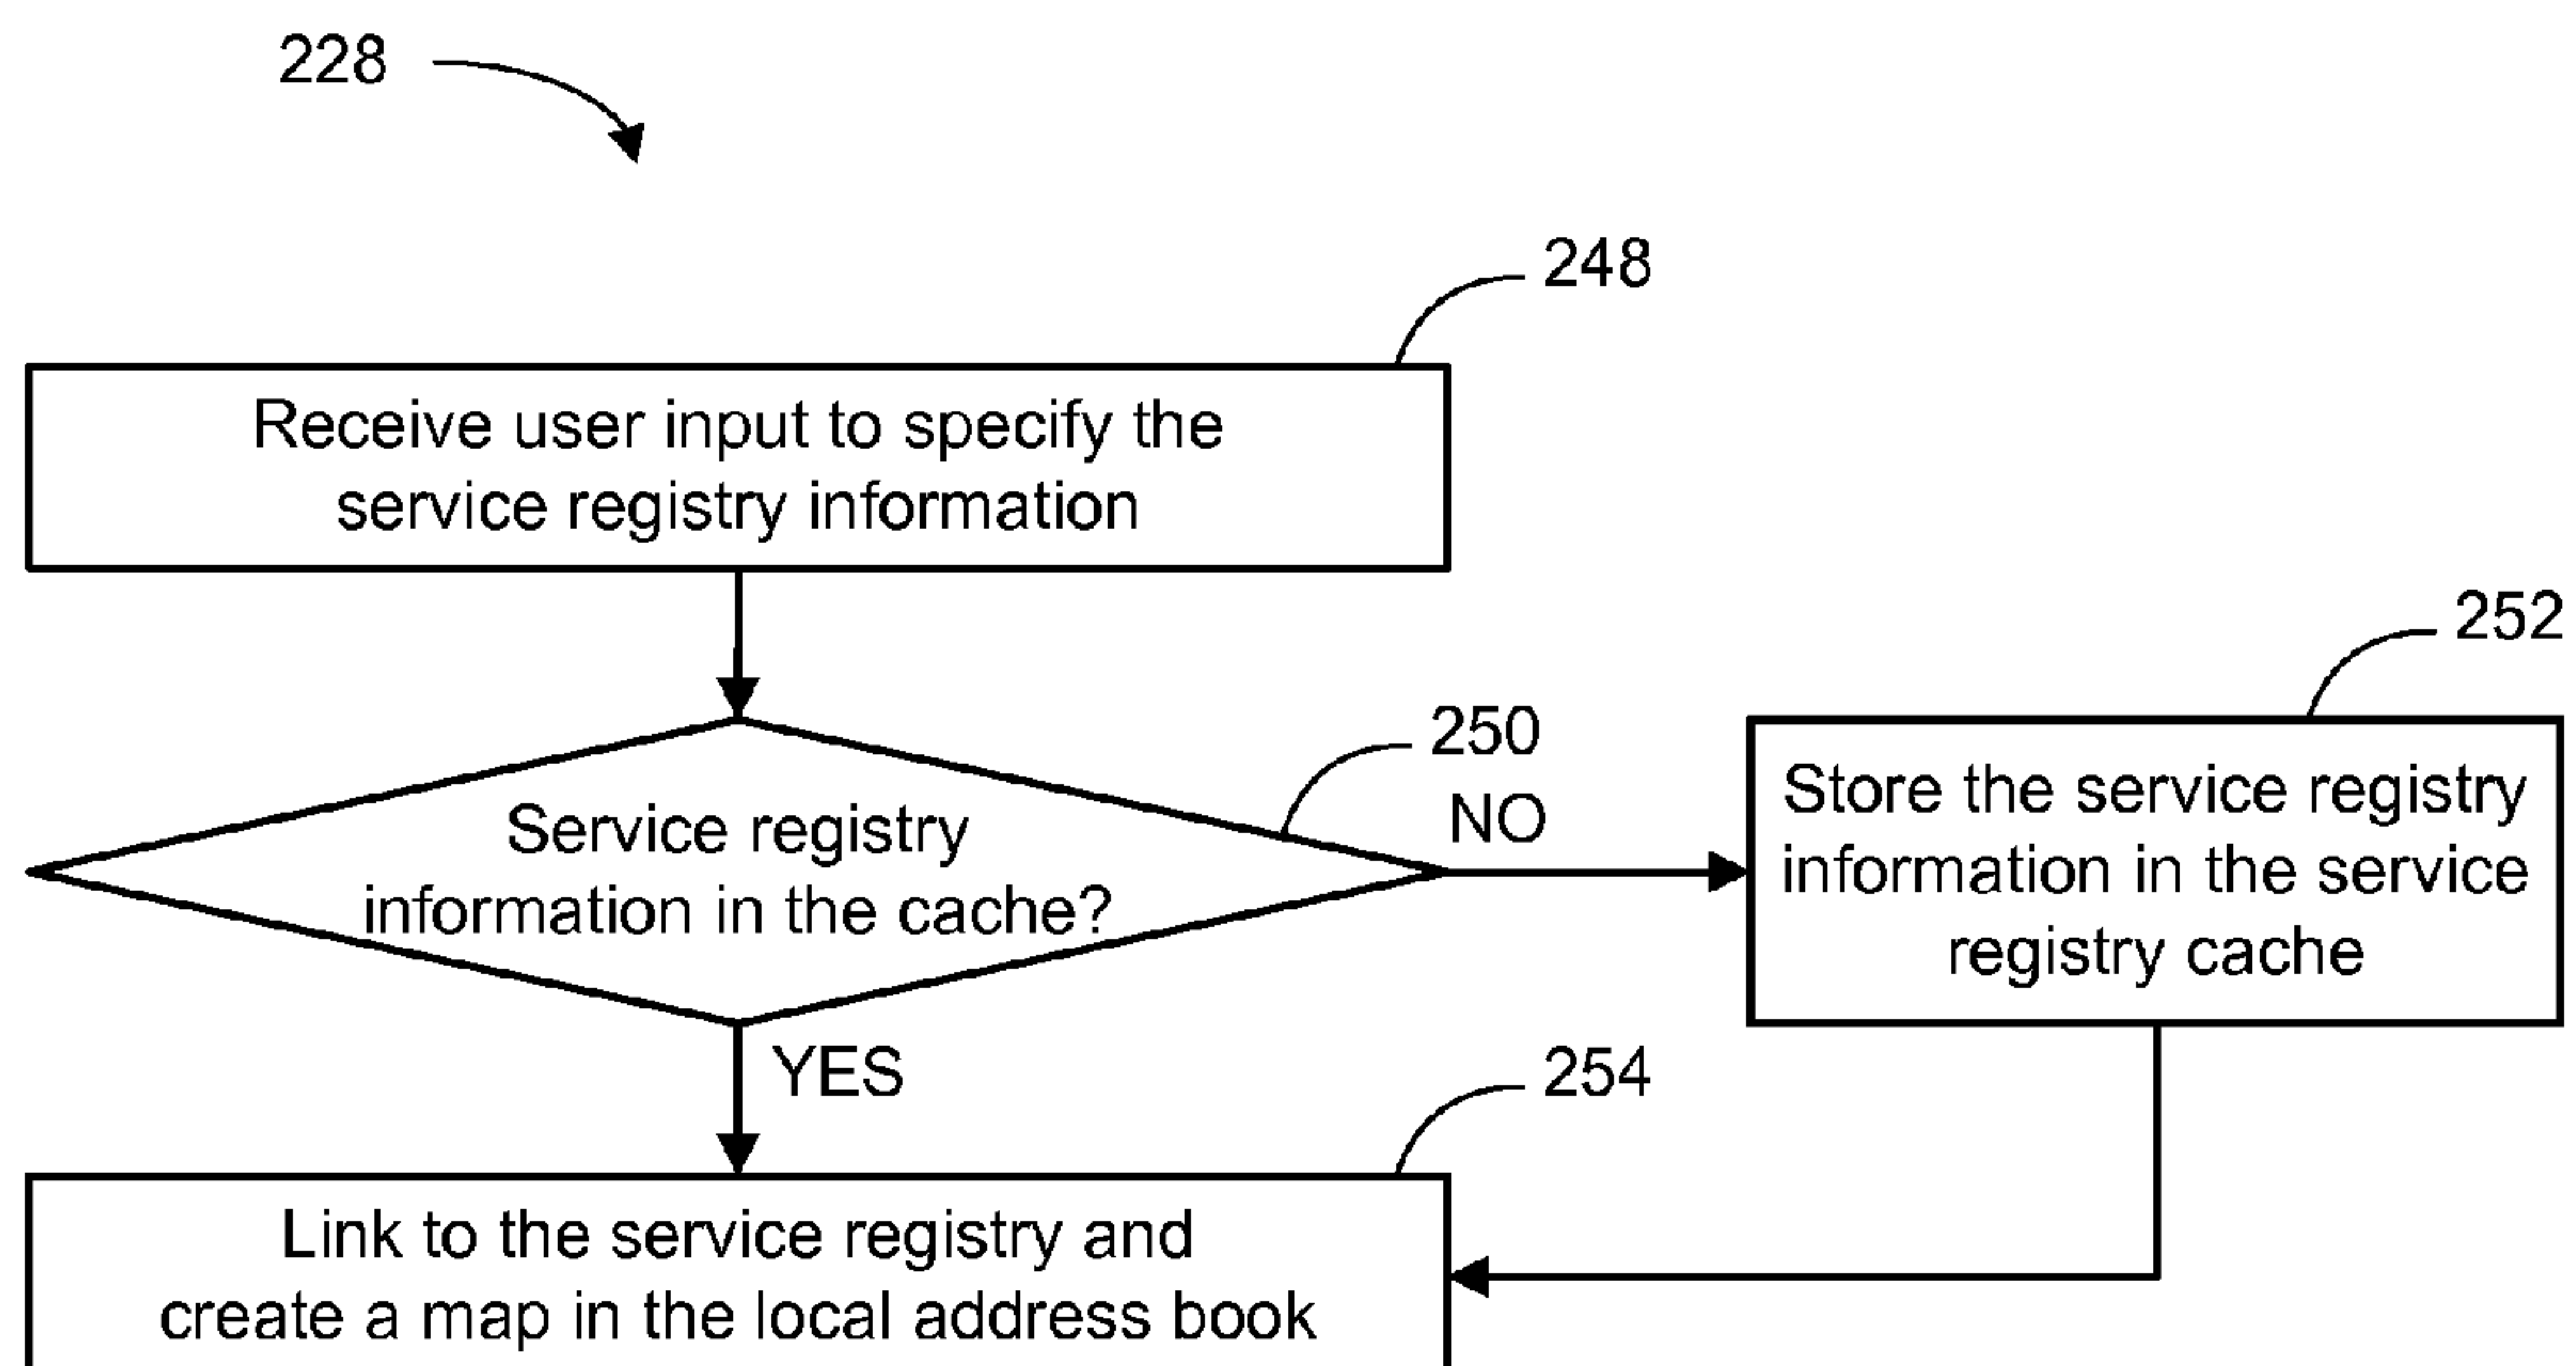 228
248
Receive user input to specify the
service registry information
252
250
NO
Service registry
information in the cache?
Store the service registry
information in the service
registry cache
YES
254
Link to the service registry and
create a map in the local address book